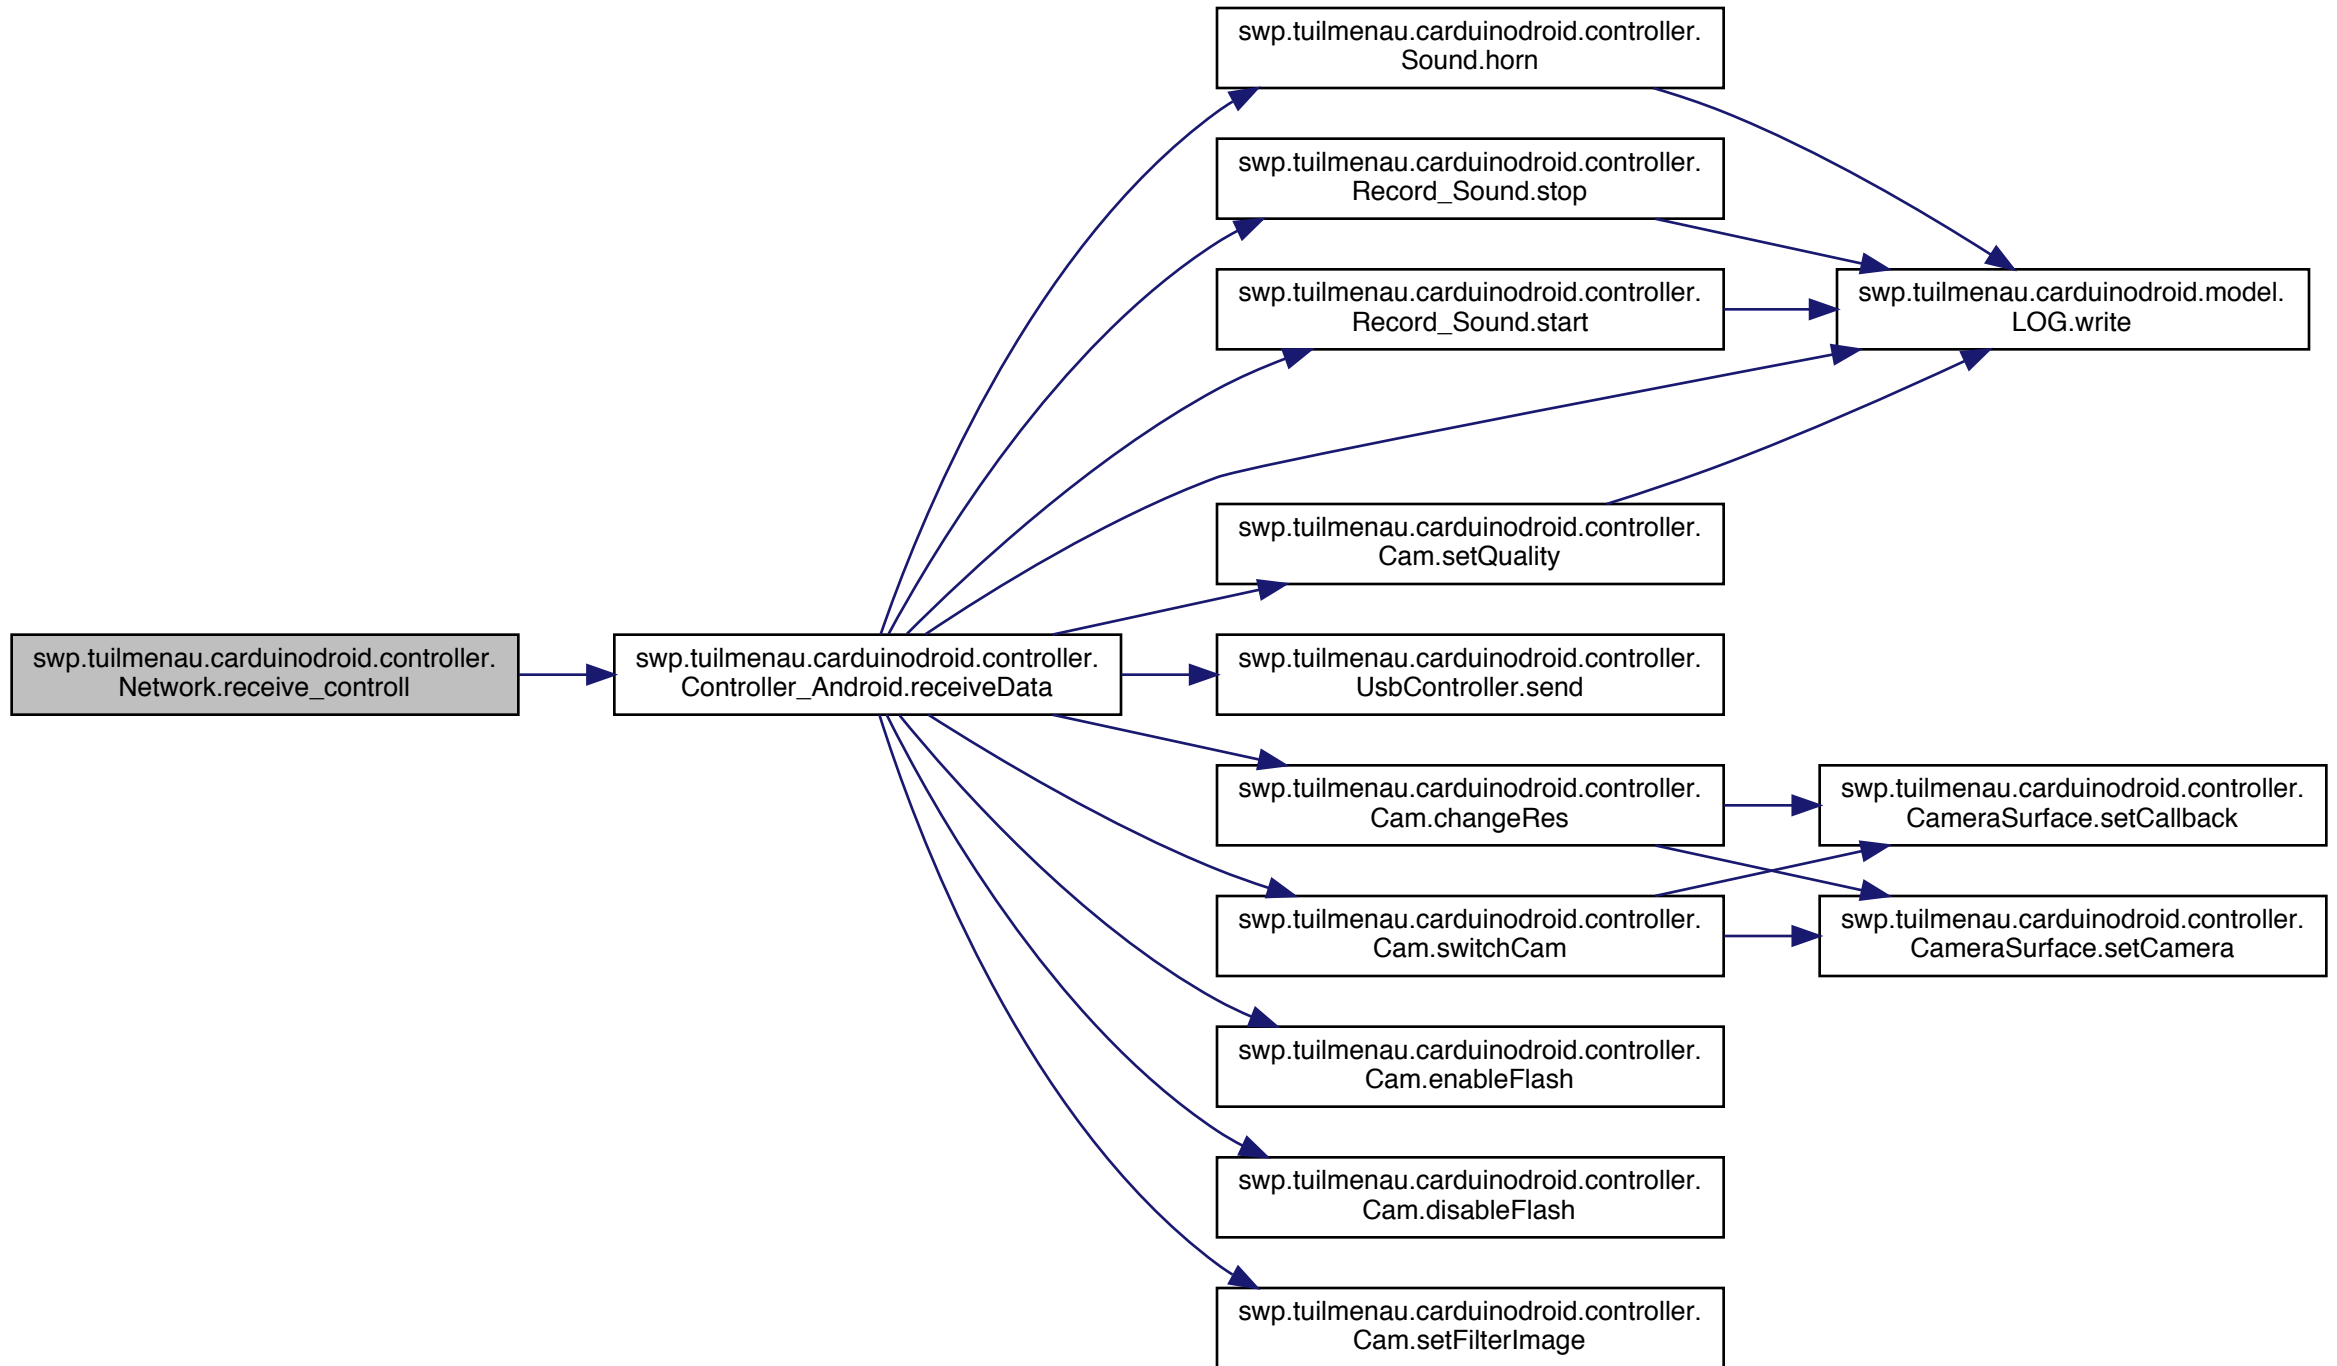 swp.tuilmenau.carduinodroid.controller.
Network.receive_controll
swp.tuilmenau.carduinodroid.controller.
Controller_Android.receiveData
swp.tuilmenau.carduinodroid.controller.
Sound.horn
swp.tuilmenau.carduinodroid.controller.
Record_Sound.stop
swp.tuilmenau.carduinodroid.controller.
Record_Sound.start
swp.tuilmenau.carduinodroid.controller.
Cam.setQuality
swp.tuilmenau.carduinodroid.controller.
UsbController.send
swp.tuilmenau.carduinodroid.controller.
Cam.changeRes
swp.tuilmenau.carduinodroid.controller.
Cam.switchCam
swp.tuilmenau.carduinodroid.controller.
Cam.enableFlash
swp.tuilmenau.carduinodroid.controller.
Cam.disableFlash
swp.tuilmenau.carduinodroid.controller.
Cam.setFilterImage
swp.tuilmenau.carduinodroid.model.
LOG.write
swp.tuilmenau.carduinodroid.controller.
CameraSurface.setCallback
swp.tuilmenau.carduinodroid.controller.
CameraSurface.setCamera